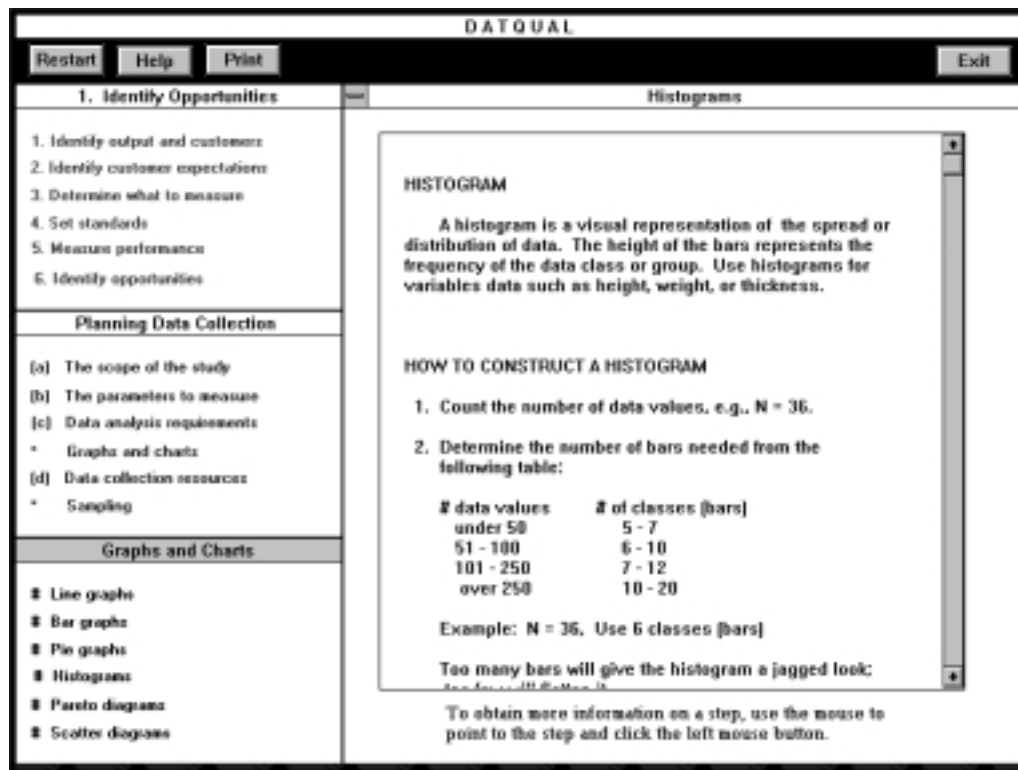 DATQUAL
Restart Help Print Exit
1. Identify Opportunities
1. Identify output and customers
2. Identify customer expectations
3. Determine what to measure
4. Set standards
5. Measure performance
6. Identify opportunities
Planning Data Collection
(a) The scope of the study
(b) The parameters to measure
(c) Data analysis requirements
* Graphs and charts
(d) Data collection resources
* Sampling
Graphs and Charts
# Line graphs
# Bar graphs
# Pie graphs
# Histograms
# Pareto diagrams
# Scatter diagrams
Histograms
HISTOGRAM
A histogram is a visual representation of the spread or
distribution of data. The height of the bars represents the
frequency of the data class or group. Use histograms for
variables data such as height, weight, or thickness.
HOW TO CONSTRUCT A HISTOGRAM
1. Count the number of data values, e.g., N = 36.
2. Determine the number of bars needed from the
following table:
# data values # of classes (bars)
under 50 5 - 7
51 - 100 6 - 10
101 - 250 7 - 12
over 250 10 - 20
Example: N = 36, Use 6 classes (bars)
Too many bars will give the histogram a jagged look;
To obtain more information on a step, use the mouse to
point to the step and click the left mouse button.